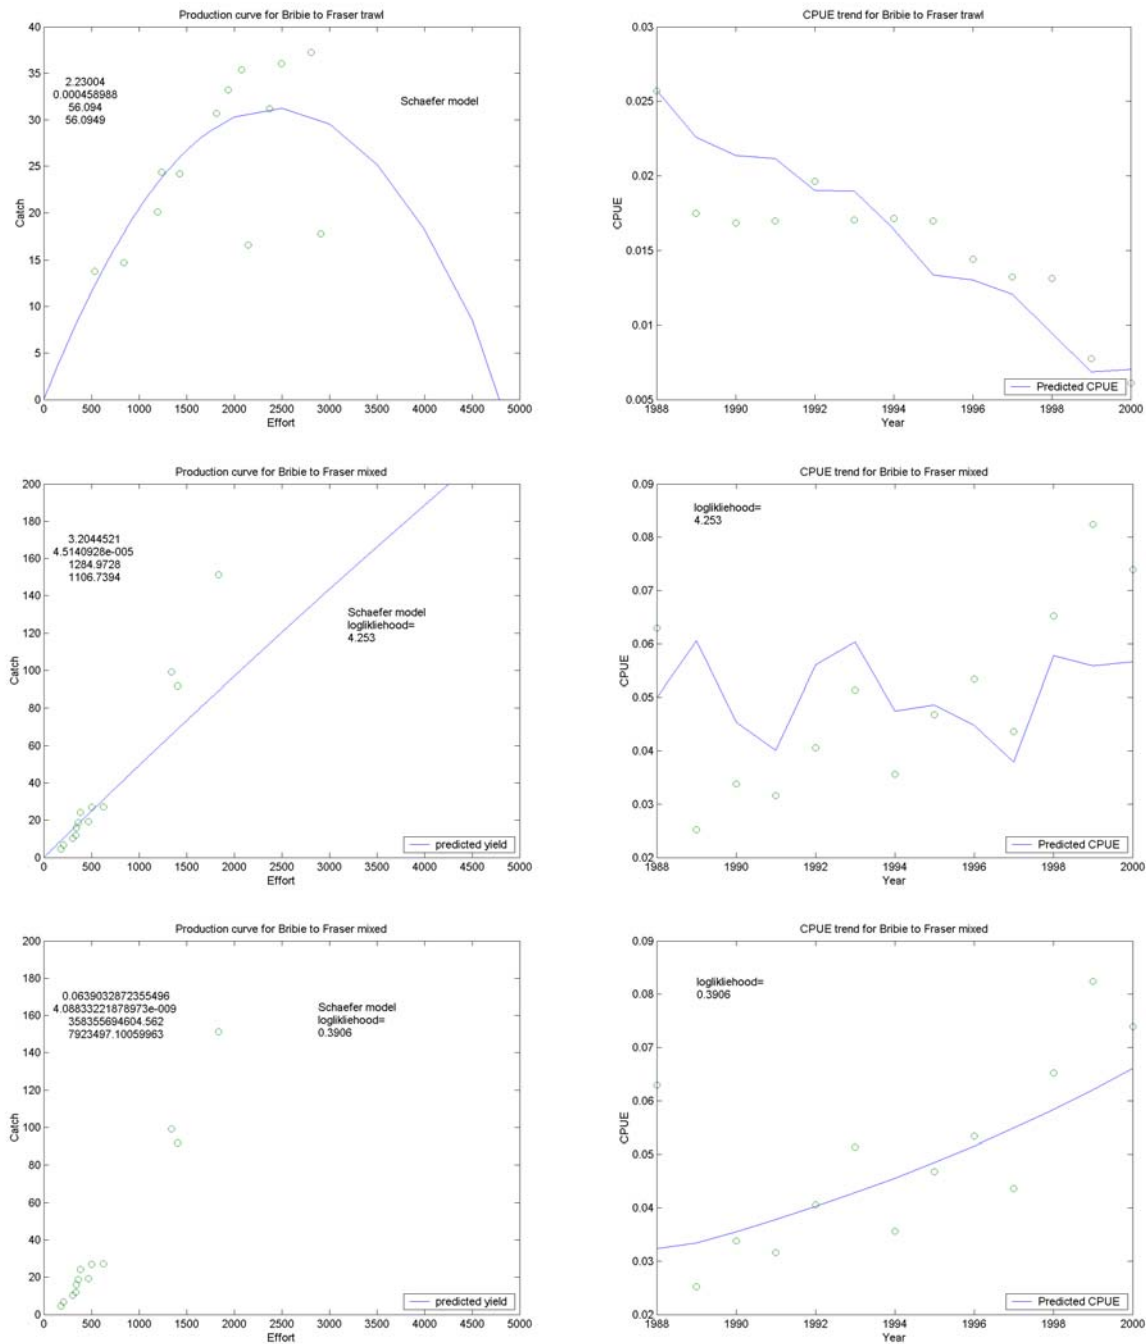 Production curve for Bribie to Fraser trawl
40
35
30
25
20
15
10
5
0
Catch
2.23004
0.000458988
56.094
56.0949
Schaefer model
0 500 1000 1500 2000 2500 3000 3500 4000 4500 5000
Effort
CPUE trend for Bribie to Fraser trawl
0.03
0.025
0.02
0.015
0.01
0.005
CPUE
Predicted CPUE
1988 1990 1992 1994 1996 1998 2000
Year
Production curve for Bribie to Fraser mixed
200
180
160
140
120
100
80
60
40
20
0
Catch
3.2044521
4.5140928e-005
1284.9728
1106.7394
Schaefer model
loglikliehood=
4.253
predicted yield
0 500 1000 1500 2000 2500 3000 3500 4000 4500 5000
Effort
CPUE trend for Bribie to Fraser mixed
0.09
0.08
0.07
0.06
0.05
0.04
0.03
0.02
CPUE
loglikliehood=
4.253
Predicted CPUE
1988 1990 1992 1994 1996 1998 2000
Year
Production curve for Bribie to Fraser mixed
200
180
160
140
120
100
80
60
40
20
0
Catch
0.0639032872355496
4.08833221878973e-009
358355694604.562
7923497.10059963
Schaefer model
loglikliehood=
0.3906
predicted yield
0 500 1000 1500 2000 2500 3000 3500 4000 4500 5000
Effort
CPUE trend for Bribie to Fraser mixed
0.09
0.08
0.07
0.06
0.05
0.04
0.03
0.02
CPUE
loglikliehood=
0.3906
Predicted CPUE
1988 1990 1992 1994 1996 1998 2000
Year